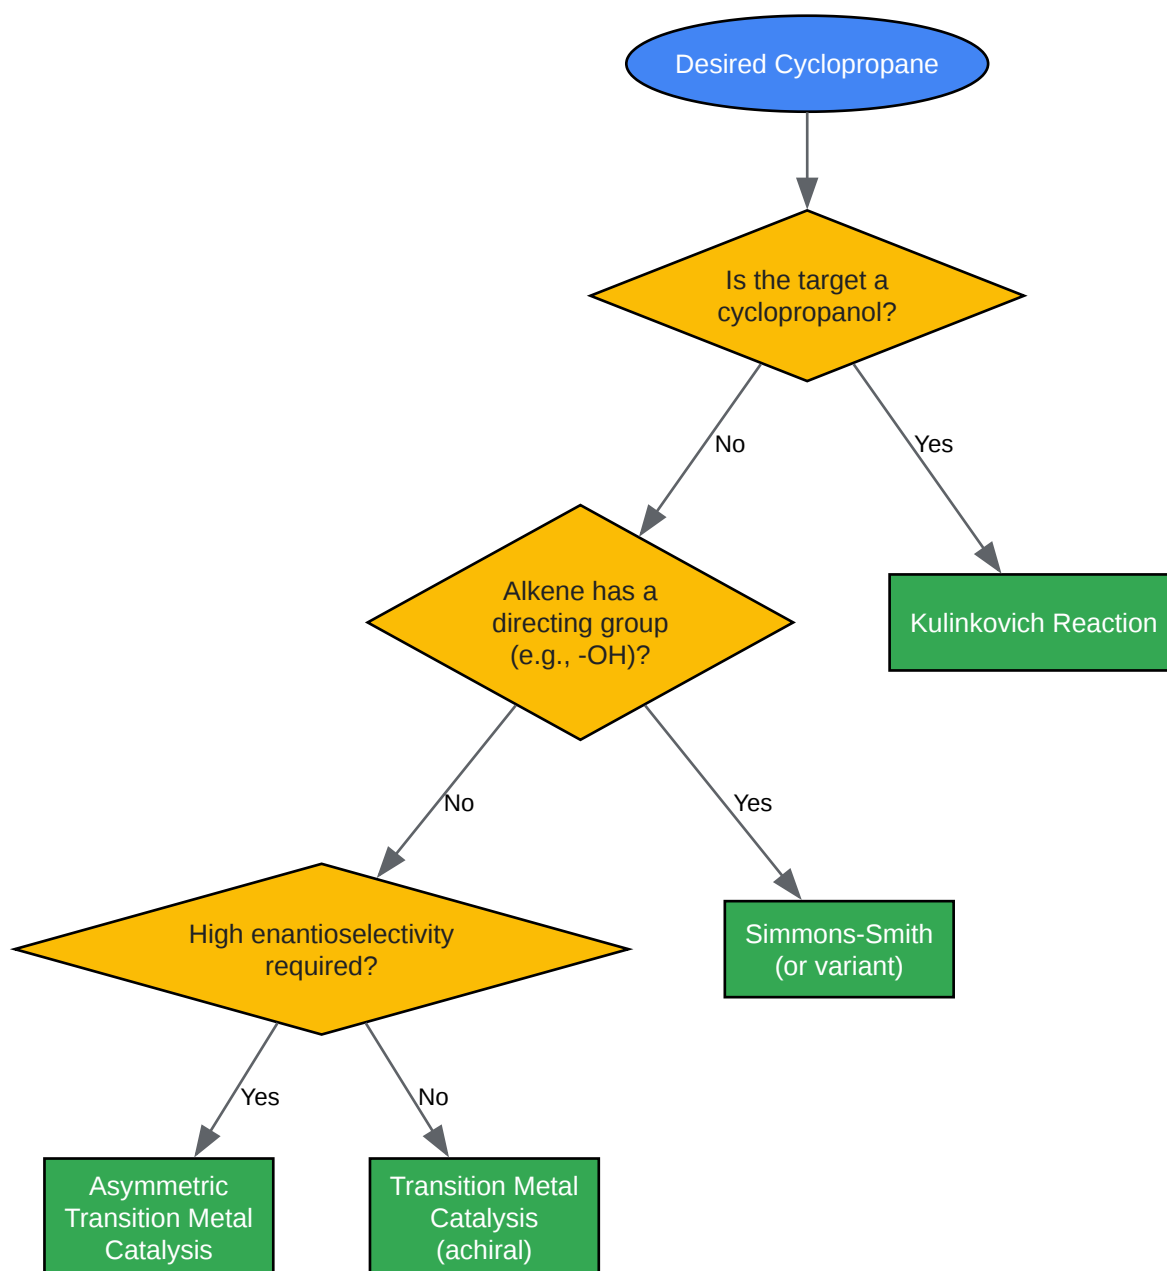 Desired Cyclopropane
Is the target a
cyclopropanol?
No
Yes
Alkene has a
directing group
(e.g., -OH)?
Kulinkovich Reaction
No
Yes
High enantioselectivity
required?
Simmons-Smith
(or variant)
Yes
No
Asymmetric
Transition Metal
Catalysis
Transition Metal
Catalysis
(achiral)